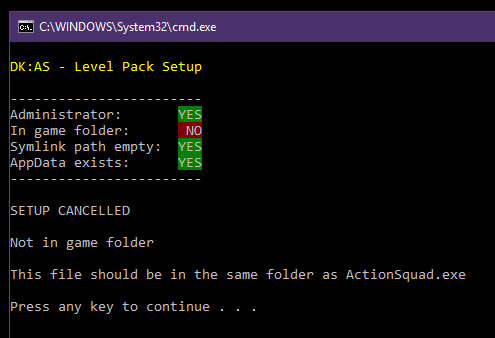 C:\WINDOWS\System32\cmd.exe
DK:AS - Level Pack Setup
------------------------
Administrator: YES
In game folder: NO
Symlink path empty: YES
AppData exists: YES
------------------------
SETUP CANCELLED
Not in game folder
This file should be in the same folder as ActionSquad.exe
Press any key to continue . . .